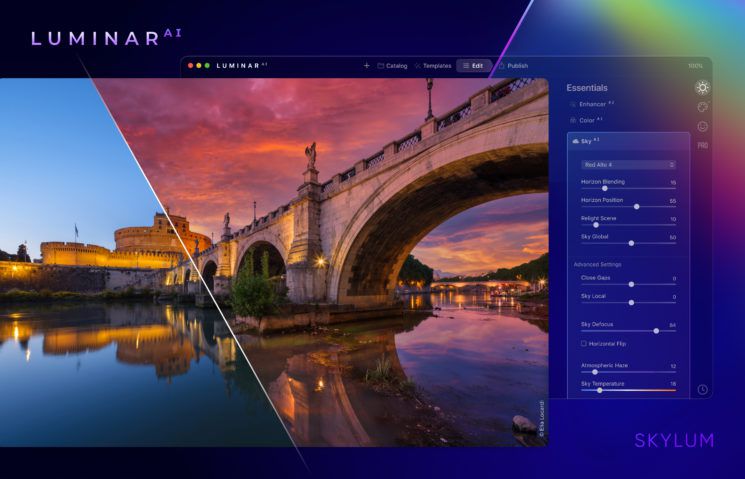 LUMINAR AI
LUMINAR AI
+ Catalog Templates Edit Publish 100%
Essentials
Enhancer AI
Color AI
PRO
Sky AI
Red Alto 4
Horizon Blending 15
Horizon Position 55
Relight Scene 10
Sky Global 50
Advanced Settings
Close Gaps 0
Sky Local 0
Sky Defocus 84
Horizontal Flip
Atmospheric Haze 12
Sky Temperature 18
© Elia Locardi
SKYLUM